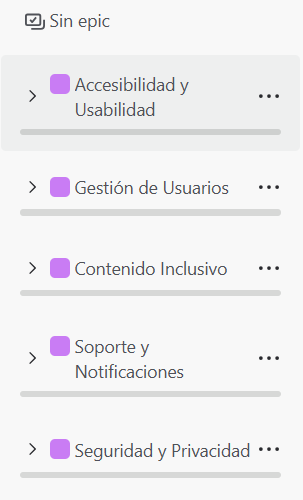 Sin epic
Accesibilidad y
Usabilidad
Gestión de Usuarios
Contenido Inclusivo
Soporte y
Notificaciones
Seguridad y Privacidad